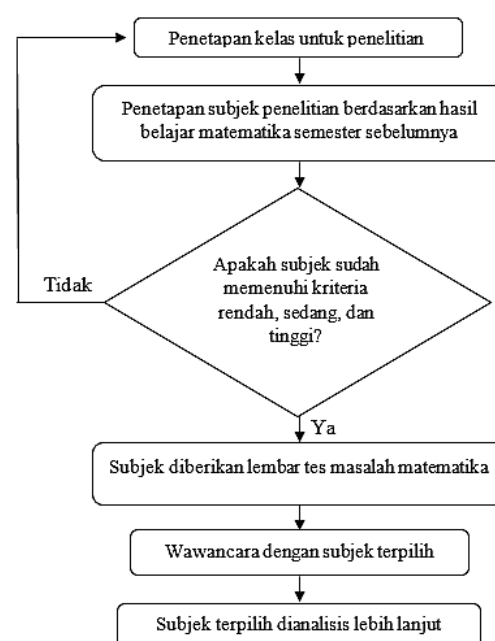 Penetapan kelas untuk penelitian
Penetapan subjek penelitian berdasarkan hasil
belajar matematika semester sebelumnya
Apakah subjek sudah
memenuhi kriteria
rendah, sedang, dan
tinggi?
Tidak
Ya
Subjek diberikan lembar tes masalah matematika
Wawancara dengan subjek terpilih
Subjek terpilih dianalisis lebih lanjut